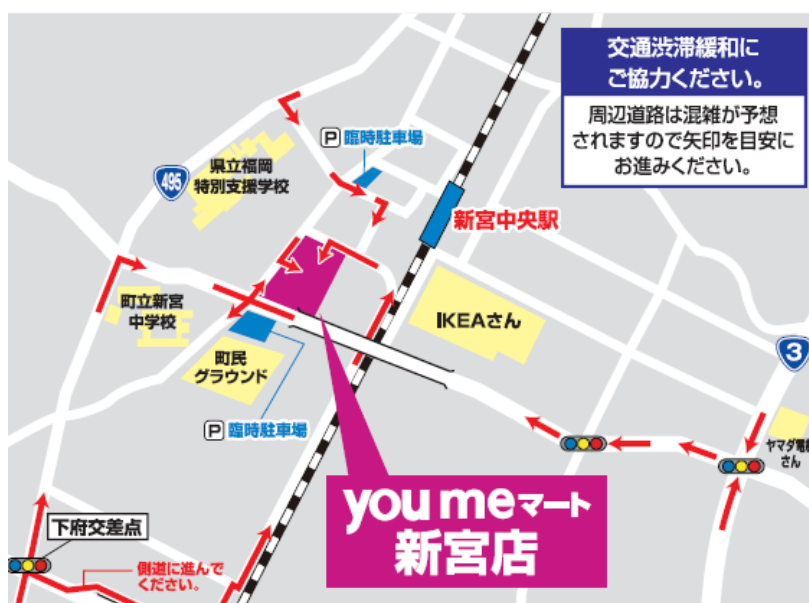 交通渋滞緩和に
ご協力ください。
周辺道路は混雑が予想
されますので矢印を目安に
お進みください。
P 臨時駐車場
県立福岡
特別支援学校
495
新宮中央駅
町立新宮
中学校
IKEAさん
町民
グラウンド
3
P 臨時駐車場
ヤマダ電機
さん
youmeマート
新宮店
下府交差点
側道に進んで
ください。